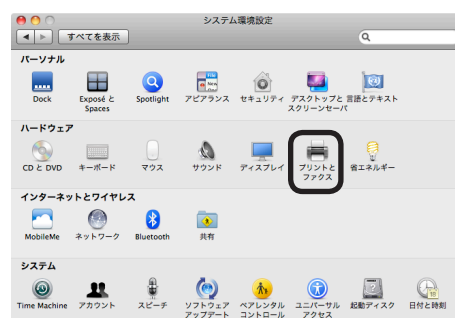 システム環境設定
すべてを表示
パーソナル
Dock Exposé と Spaces Spotlight アピアランス セキュリティ デスクトップと スクリーンセーバ 言語とテキスト
ハードウェア
CD と DVD キーボード マウス サウンド ディスプレイ プリントと ファクス 省エネルギー
インターネットとワイヤレス
MobileMe ネットワーク Bluetooth 共有
システム
Time Machine アカウント スピーチ ソフトウェア アップデート ペアレンタル コントロール ユニバーサル アクセス 起動ディスク 日付と時刻